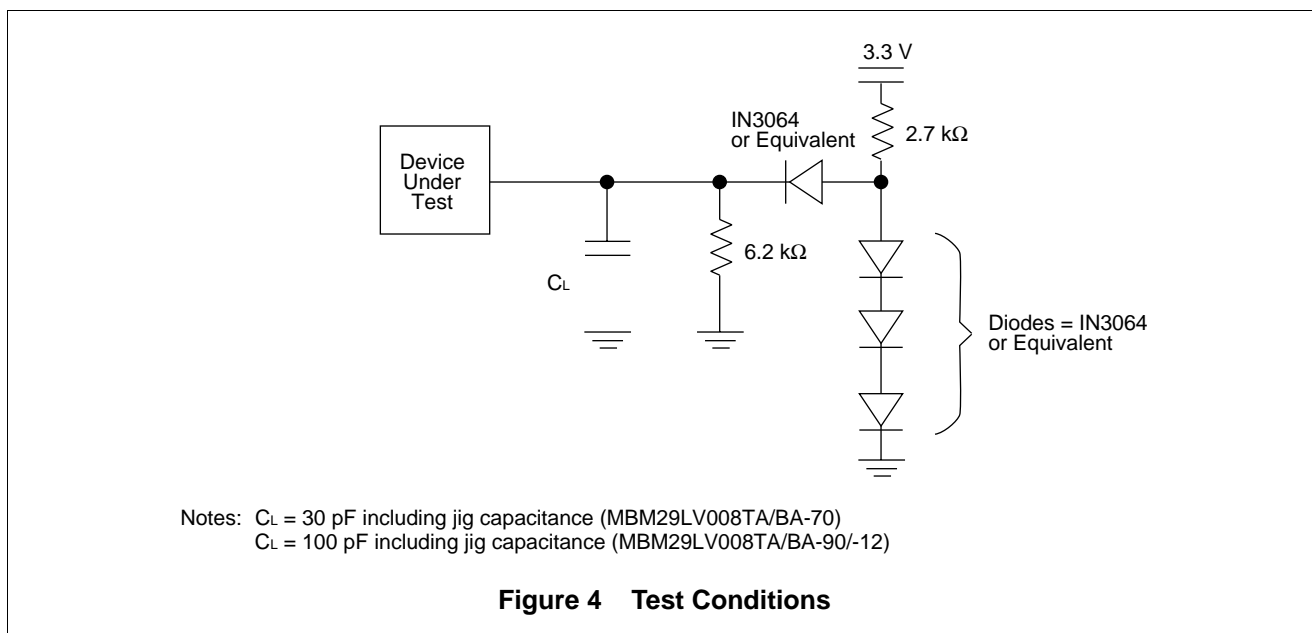 3.3 V
IN3064
or Equivalent
2.7 kΩ
Device
Under
Test
6.2 kΩ
CL
Diodes = IN3064
or Equivalent
Notes: CL = 30 pF including jig capacitance (MBM29LV008TA/BA-70)
CL = 100 pF including jig capacitance (MBM29LV008TA/BA-90/-12)
Figure 4 Test Conditions